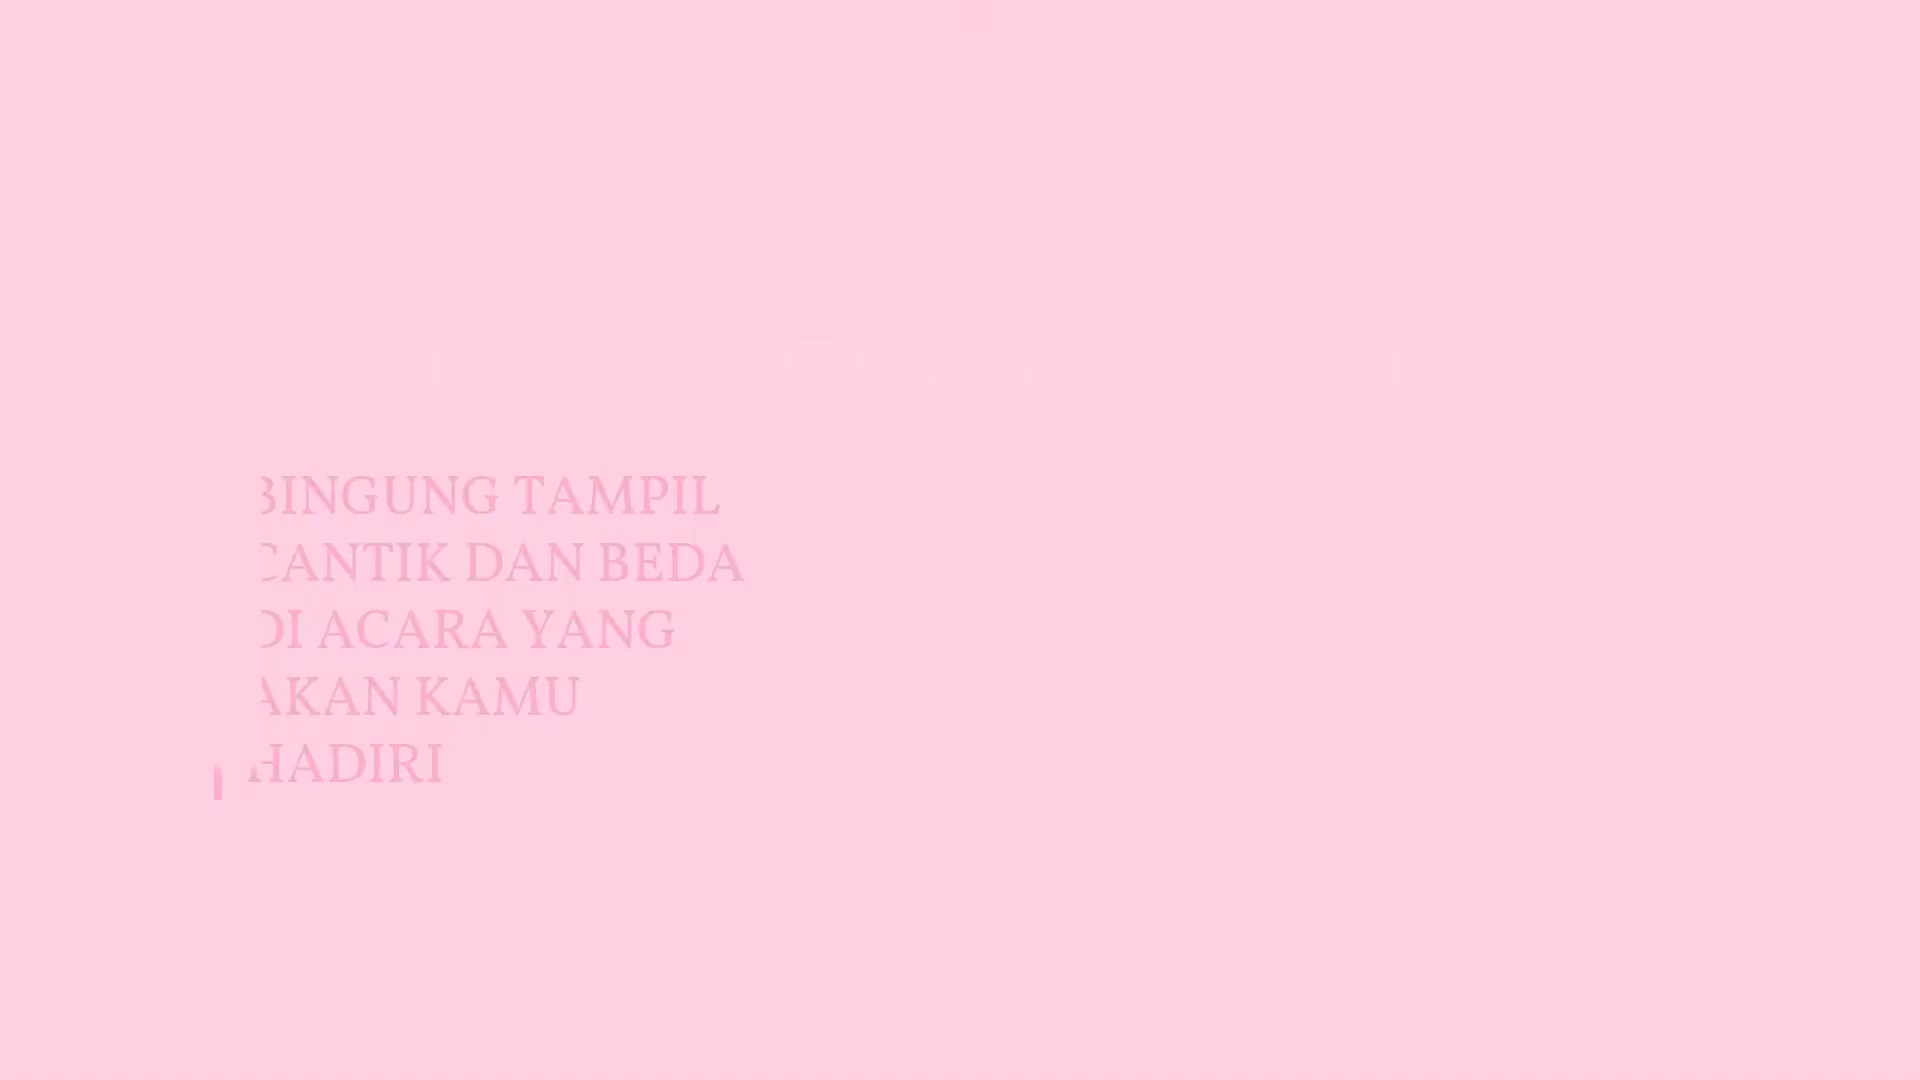 BINGUNG TAMPIL
CANTIK DAN BEDA
DI ACARA YANG
AKAN KAMU
HADIRI